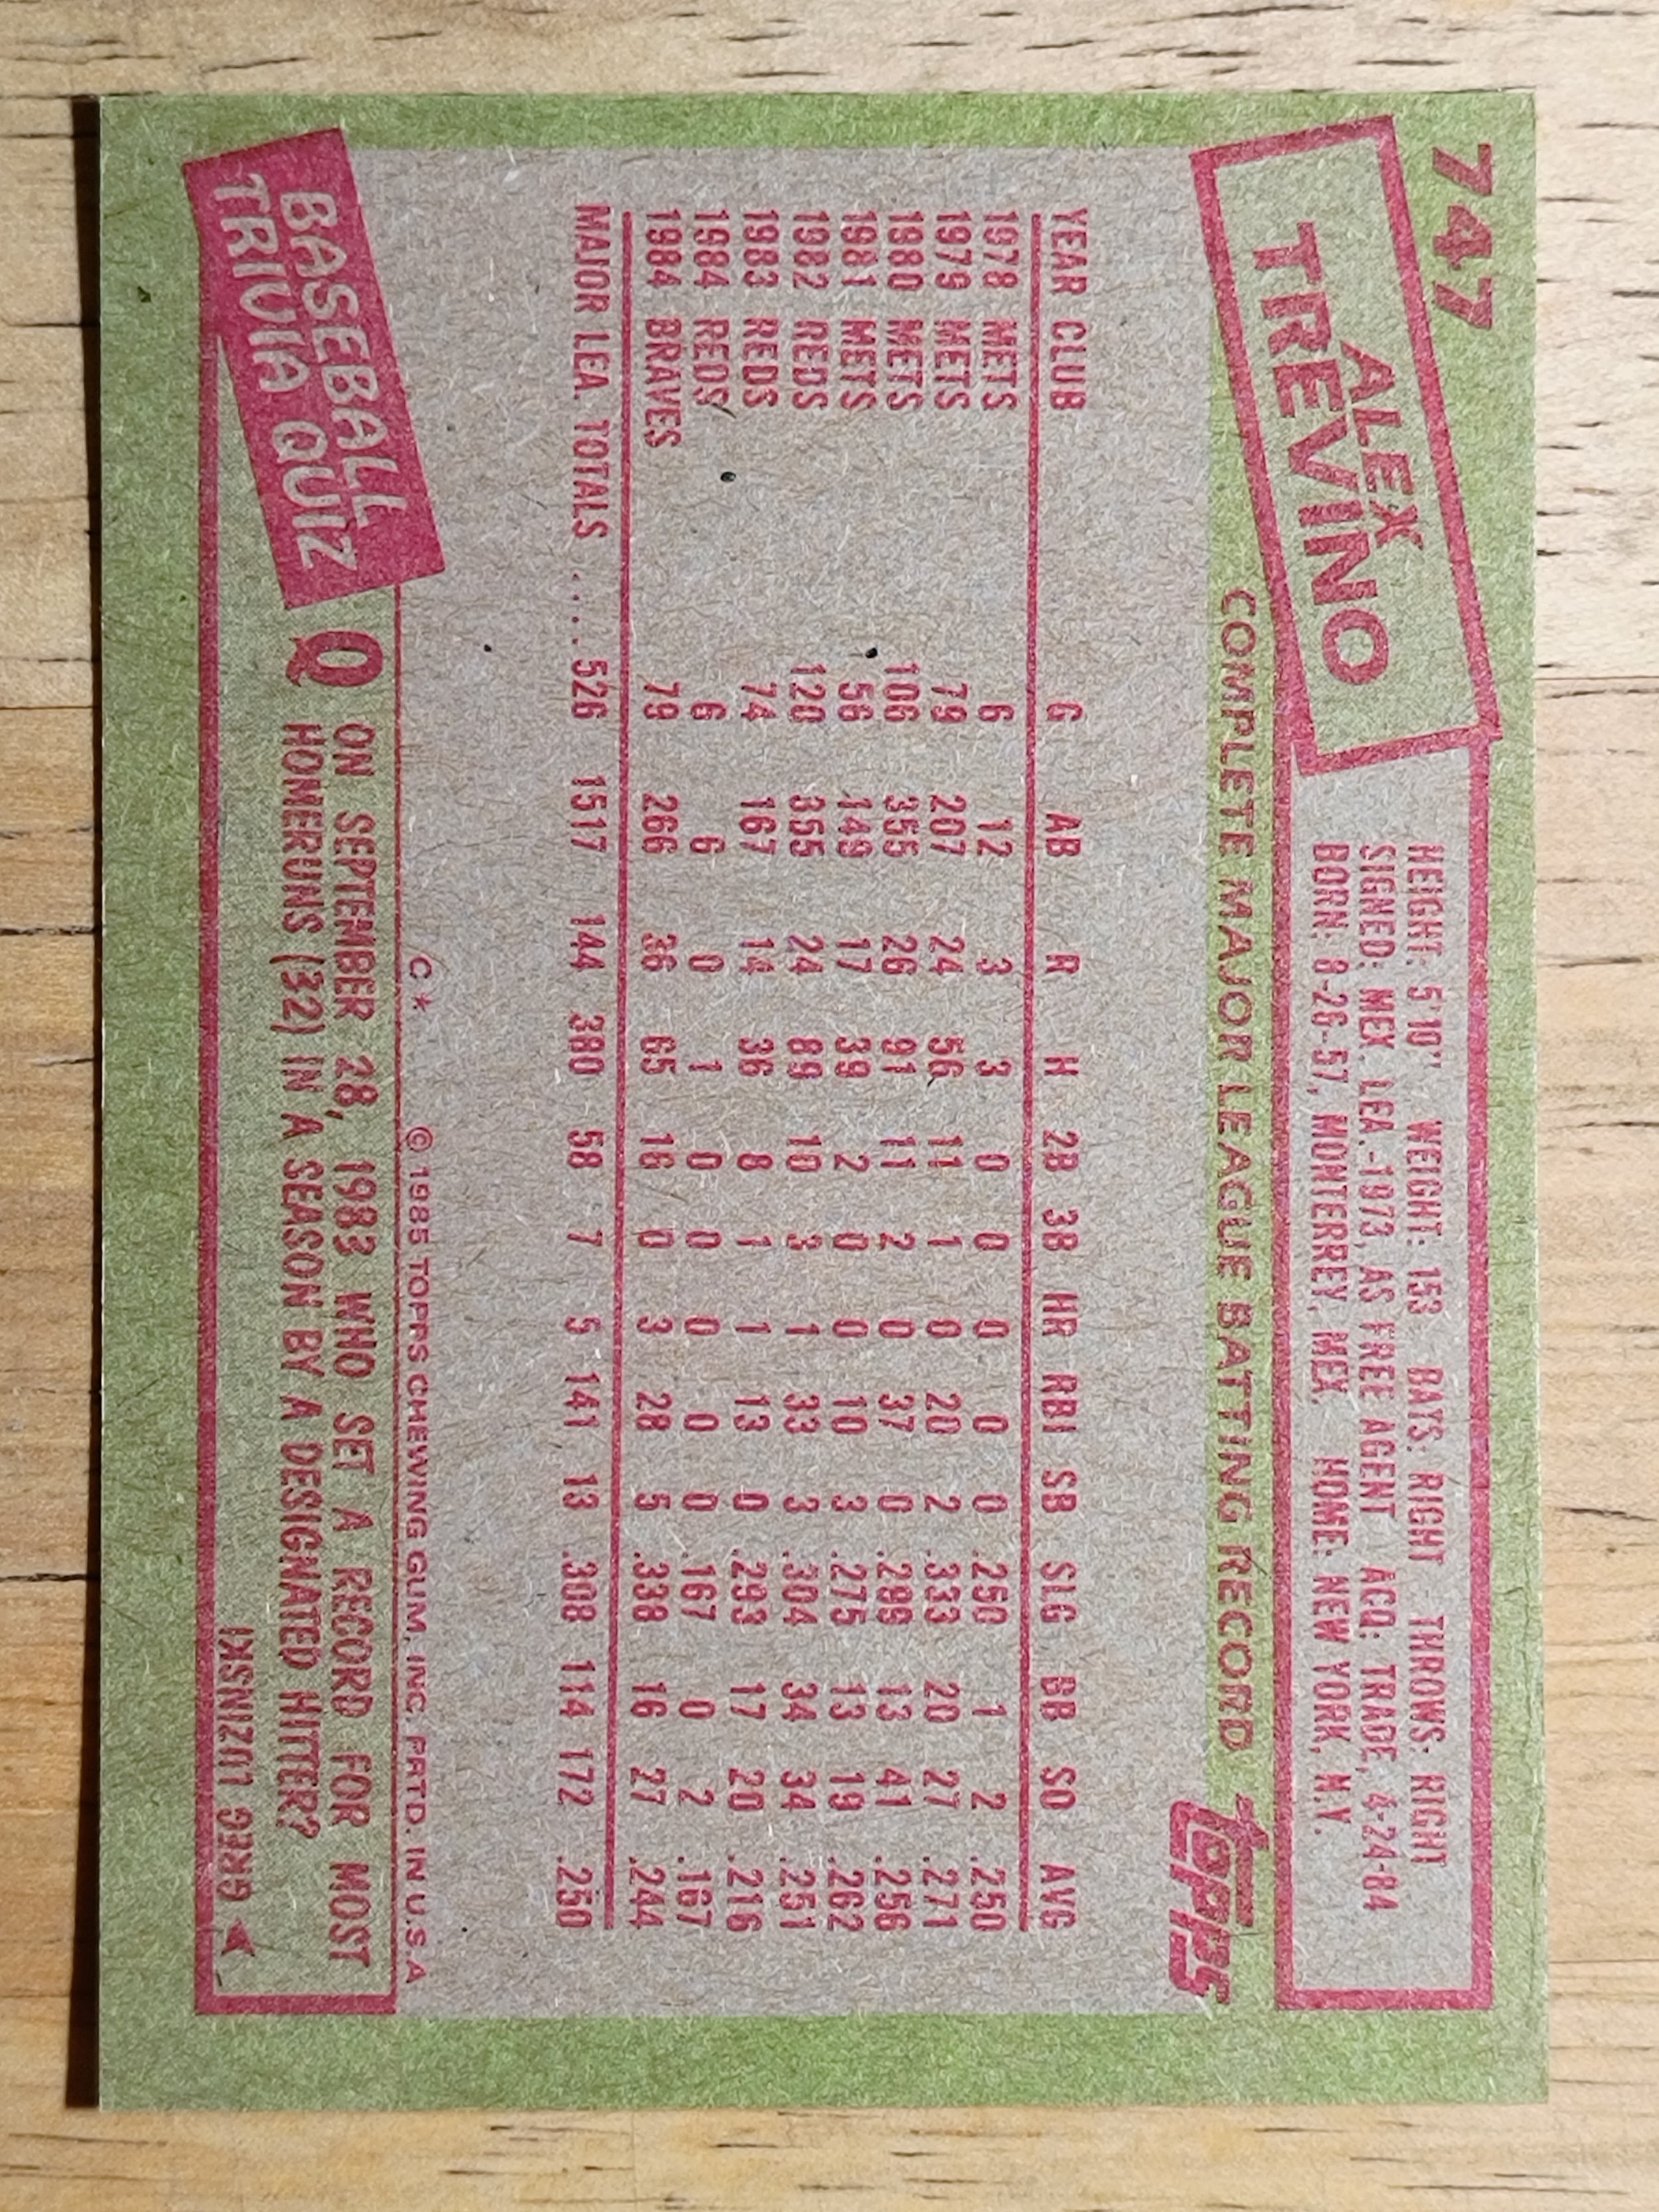 747
ALEX
TREVINO
HEIGHT: 5'10" WEIGHT: 153 BATS: RIGHT THROWS: RIGHT
SIGNED: MEX. LEA.-1973, AS FREE AGENT ACQ: TRADE, 4-24-84
BORN: 8-26-57, MONTERREY, MEX. HOME: NEW YORK, N.Y.
COMPLETE MAJOR LEAGUE BATTING RECORD
topps
YEAR CLUB G AB R H 2B 3B HR RBI SB SLG BB SO AVG
1978 METS 6 12 3 3 0 0 0 0 0 .250 1 2 .250
1979 METS 79 207 24 56 11 1 0 20 2 .333 20 27 .271
1980 METS 106 355 26 91 11 2 0 37 0 .299 13 41 .256
1981 METS 56 149 17 39 2 0 0 10 3 .275 13 19 .262
1982 REDS 120 355 24 89 10 3 1 33 3 .304 34 34 .251
1983 REDS 74 167 14 36 8 1 1 13 0 .293 17 20 .216
1984 REDS 6 6 0 1 0 0 0 0 0 .167 0 2 .167
1984 BRAVES 79 266 36 65 16 0 3 28 5 .338 16 27 .244
MAJOR LEA. TOTALS .... 526 1517 144 380 58 7 5 141 13 .308 114 172 .250
C* © 1985 TOPPS CHEWING GUM, INC. PRTD. IN U.S.A
BASEBALL
TRIVIA QUIZ
Q ON SEPTEMBER 28, 1983 WHO SET A RECORD FOR MOST
HOMERUNS (32) IN A SEASON BY A DESIGNATED HITTER?
GREG LUZINSKI